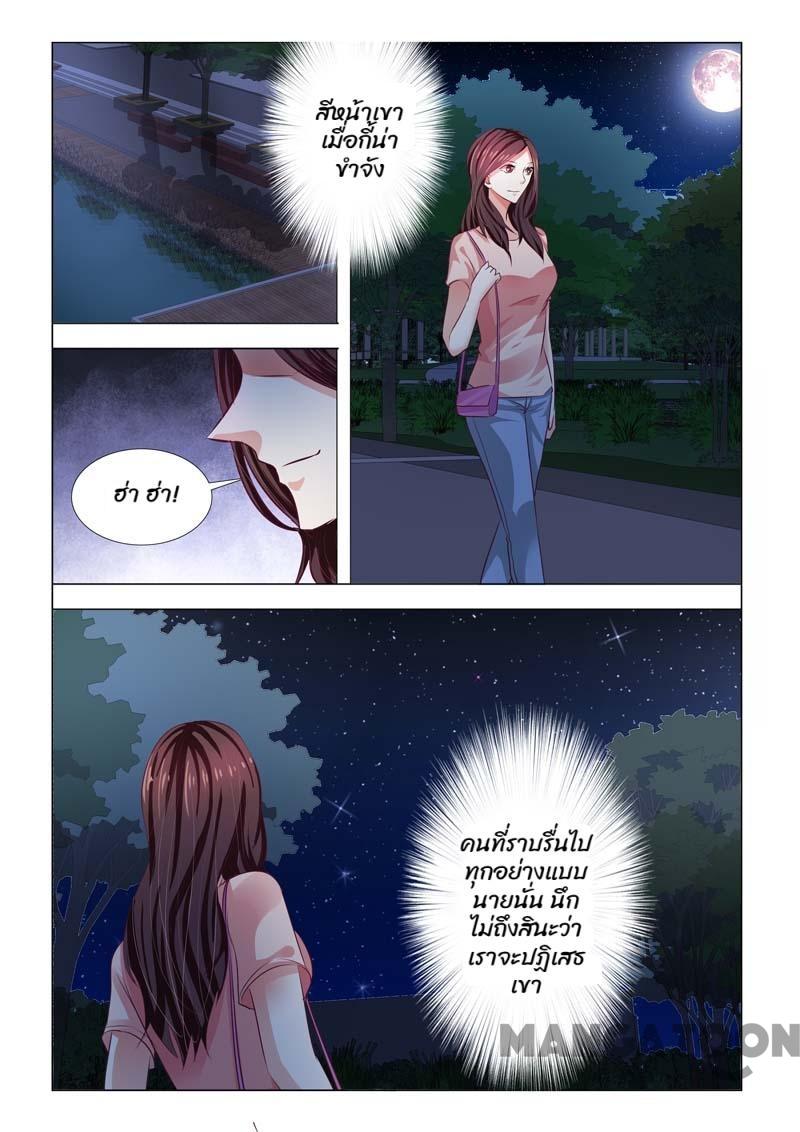 สีหน้าเขา
เมื่อกี้น่า
ขำจัง
ฮ่า ฮ่า!
คนที่ราบรื่นไป
ทุกอย่างแบบ
นายนั่น นึก
ไม่ถึงสินะว่า
เราจะปฏิเสธ
เขา
MANGATOON